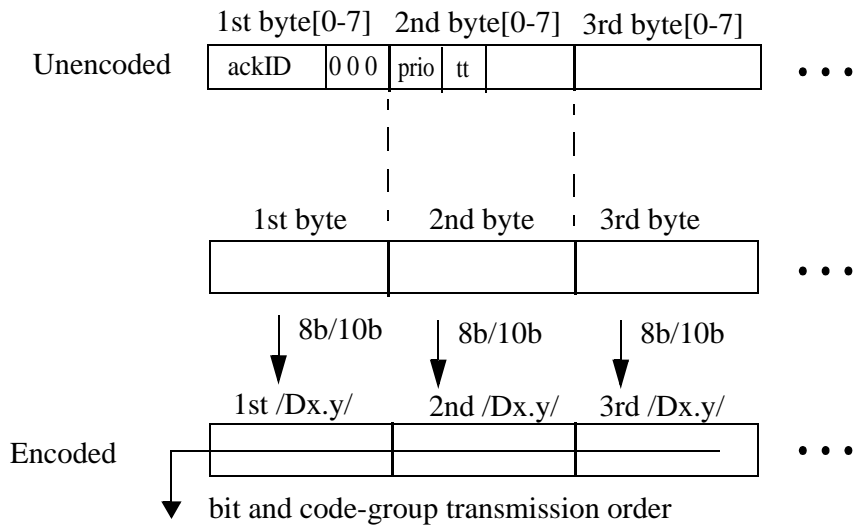 1st byte[0-7] 2nd byte[0-7] 3rd byte[0-7]
Unencoded ackID 0 0 0 prio tt • • •
1st byte 2nd byte 3rd byte
• • •
8b/10b 8b/10b 8b/10b
1st /Dx.y/ 2nd /Dx.y/ 3rd /Dx.y/
Encoded • • •
bit and code-group transmission order